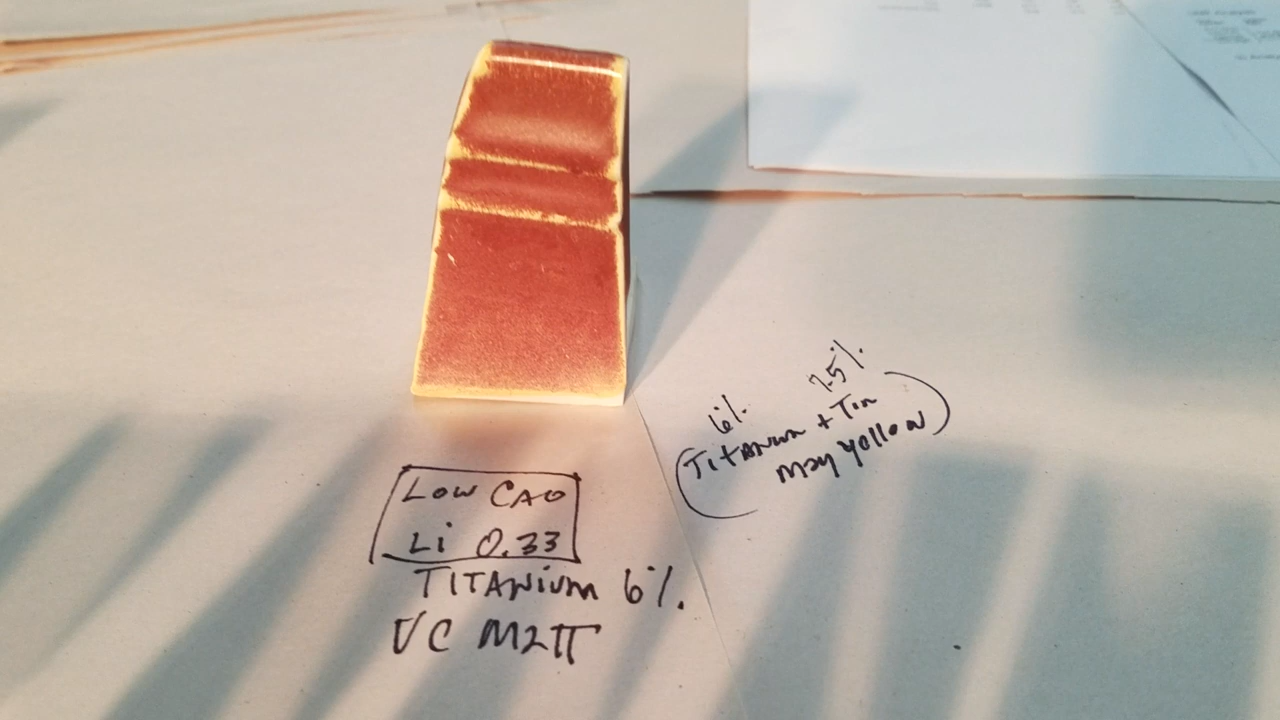 Low CAO
Li 0.33
TITANIUM 6%.
VC M2TT
6% 7.5%.
(TiTANIUM + Tin
MAY Yellow)